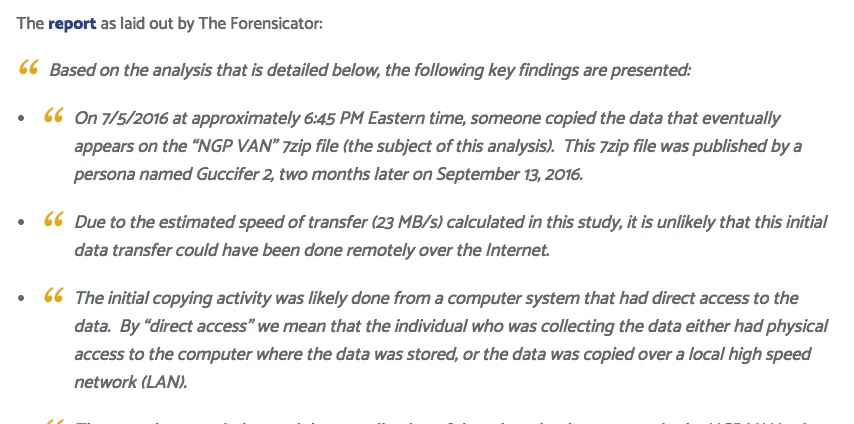 The report as laid out by The Forensicator:
“ Based on the analysis that is detailed below, the following key findings are presented:
• “ On 7/5/2016 at approximately 6:45 PM Eastern time, someone copied the data that eventually
appears on the “NGP VAN” 7zip file (the subject of this analysis). This 7zip file was published by a
persona named Guccifer 2, two months later on September 13, 2016.
• “ Due to the estimated speed of transfer (23 MB/s) calculated in this study, it is unlikely that this initial
data transfer could have been done remotely over the Internet.
• “ The initial copying activity was likely done from a computer system that had direct access to the
data. By “direct access” we mean that the individual who was collecting the data either had physical
access to the computer where the data was stored, or the data was copied over a local high speed
network (LAN).